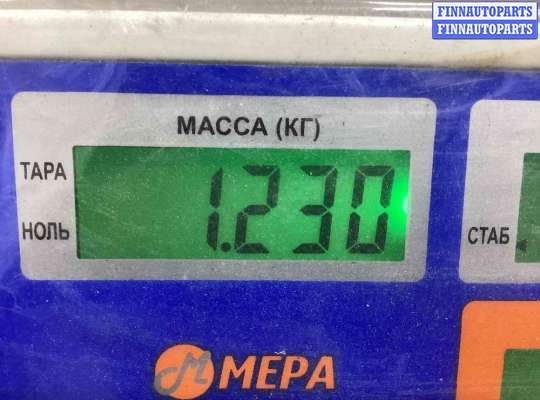 FINNAUTOPARTS
FINNAUTOPARTS
МАССА (КГ)
ТАРА
1.230
НОЛЬ
СТАБ
МЕРА